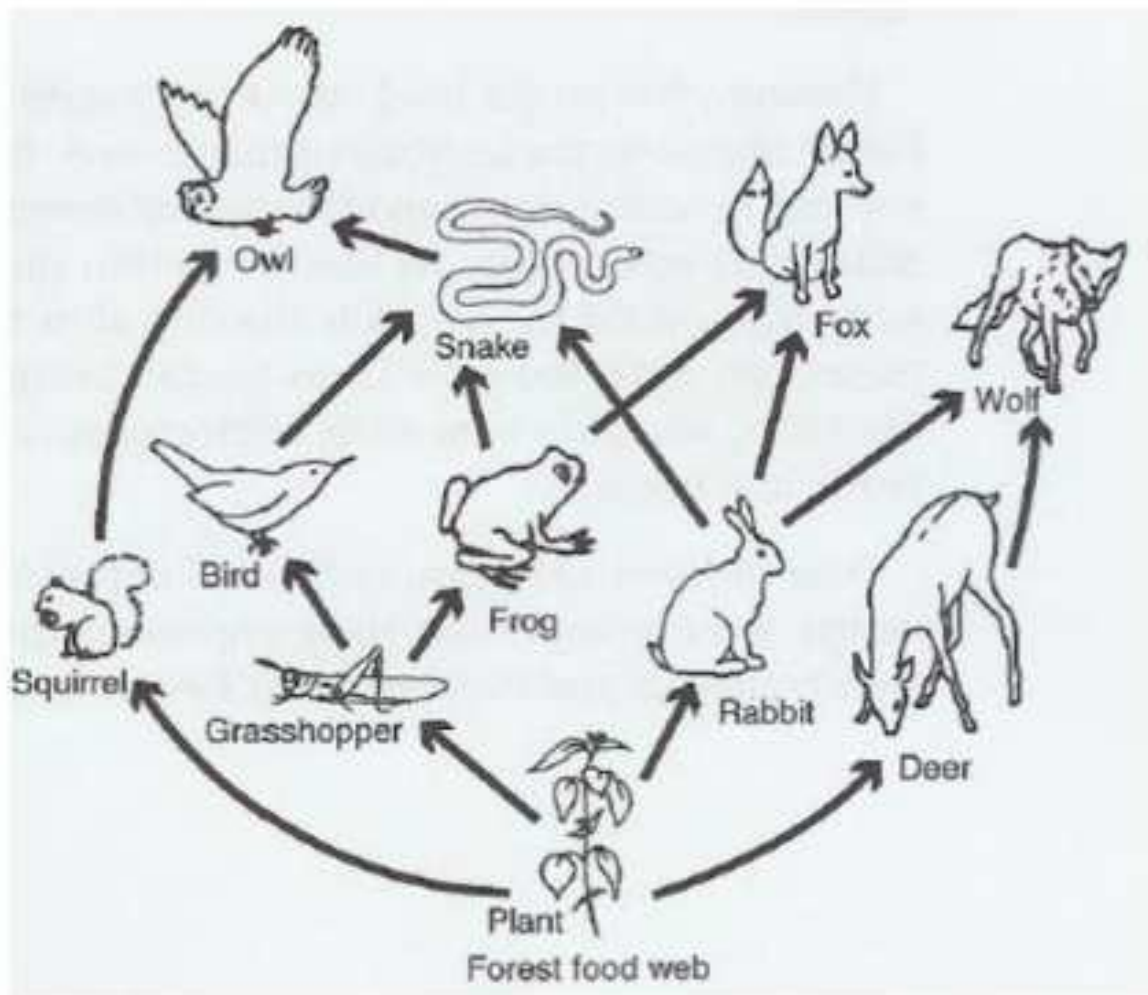 Owl
Snake
Fox
Wolf
Bird
Frog
Squirrel
Grasshopper
Rabbit
Deer
Plant
Forest food web